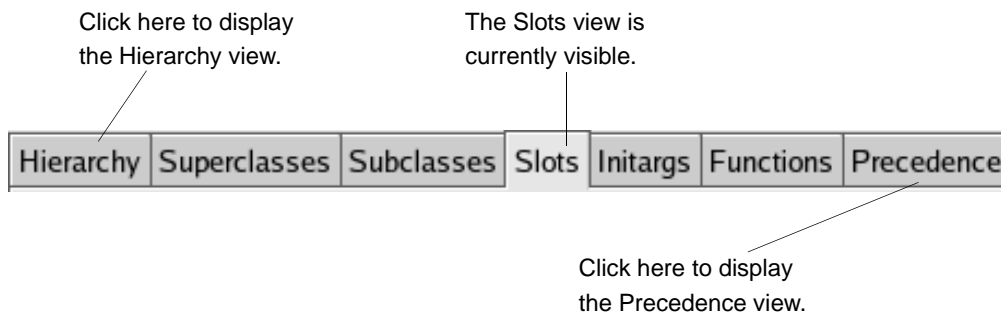 Click here to display
the Hierarchy view.
The Slots view is
currently visible.
Hierarchy Superclasses Subclasses Slots Initargs Functions Precedence
Click here to display
the Precedence view.